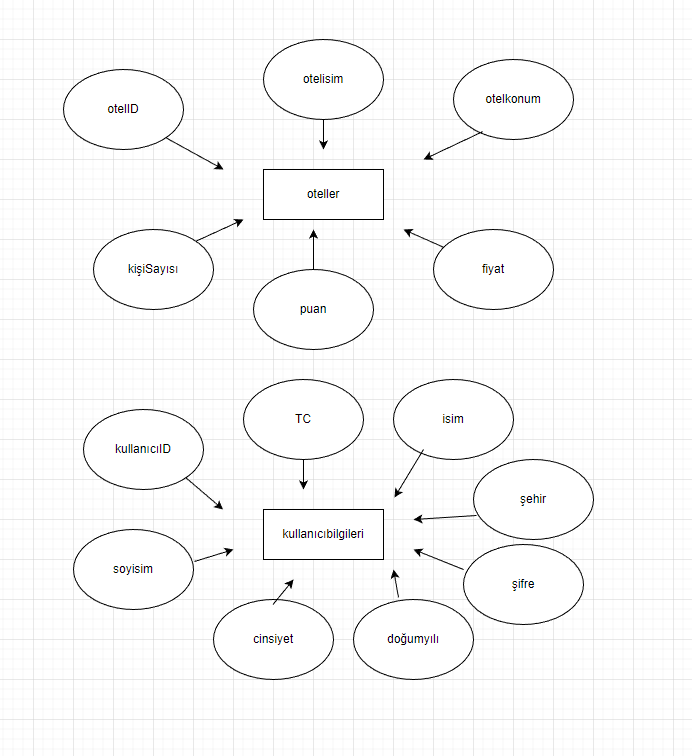 otelisim
otelkonum
otelID
oteller
kişiSayısı
fiyat
puan
TC
isim
kullanıcıID
şehir
kullanıcıbilgileri
soyisim
şifre
cinsiyet
doğumyılı